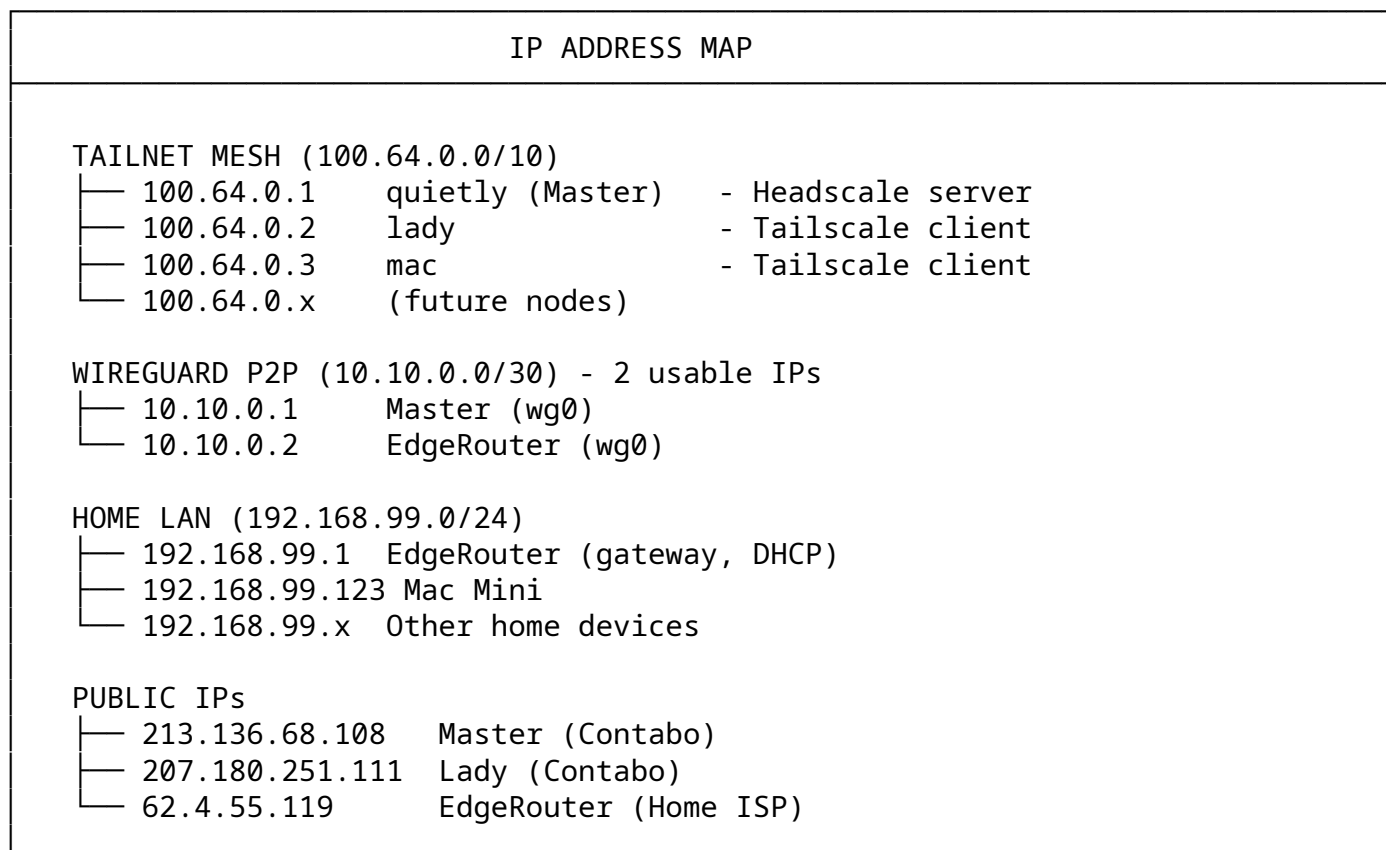 IP ADDRESS MAP
TAILNET MESH (100.64.0.0/10)
├── 100.64.0.1    quietly (Master)   - Headscale server
├── 100.64.0.2    lady               - Tailscale client
├── 100.64.0.3    mac                - Tailscale client
└── 100.64.0.x    (future nodes)
WIREGUARD P2P (10.10.0.0/30) - 2 usable IPs
├── 10.10.0.1     Master (wg0)
└── 10.10.0.2     EdgeRouter (wg0)
HOME LAN (192.168.99.0/24)
├── 192.168.99.1  EdgeRouter (gateway, DHCP)
├── 192.168.99.123 Mac Mini
└── 192.168.99.x  Other home devices
PUBLIC IPs
├── 213.136.68.108   Master (Contabo)
├── 207.180.251.111  Lady (Contabo)
└── 62.4.55.119      EdgeRouter (Home ISP)